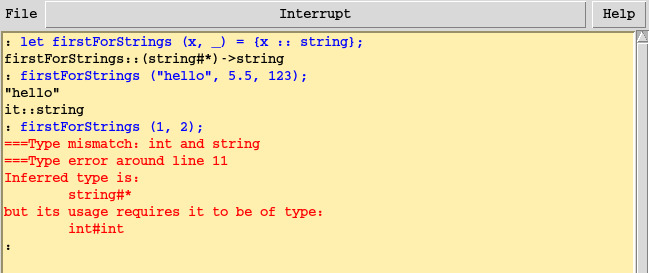 File Interrupt Help
: let firstForStrings (x, _) = {x :: string};
firstForStrings::(string#*)->string
: firstForStrings ("hello", 5.5, 123);
"hello"
it::string
: firstForStrings (1, 2);
===Type mismatch: int and string
===Type error around line 11
Inferred type is:
        string#*
but its usage requires it to be of type:
        int#int
: